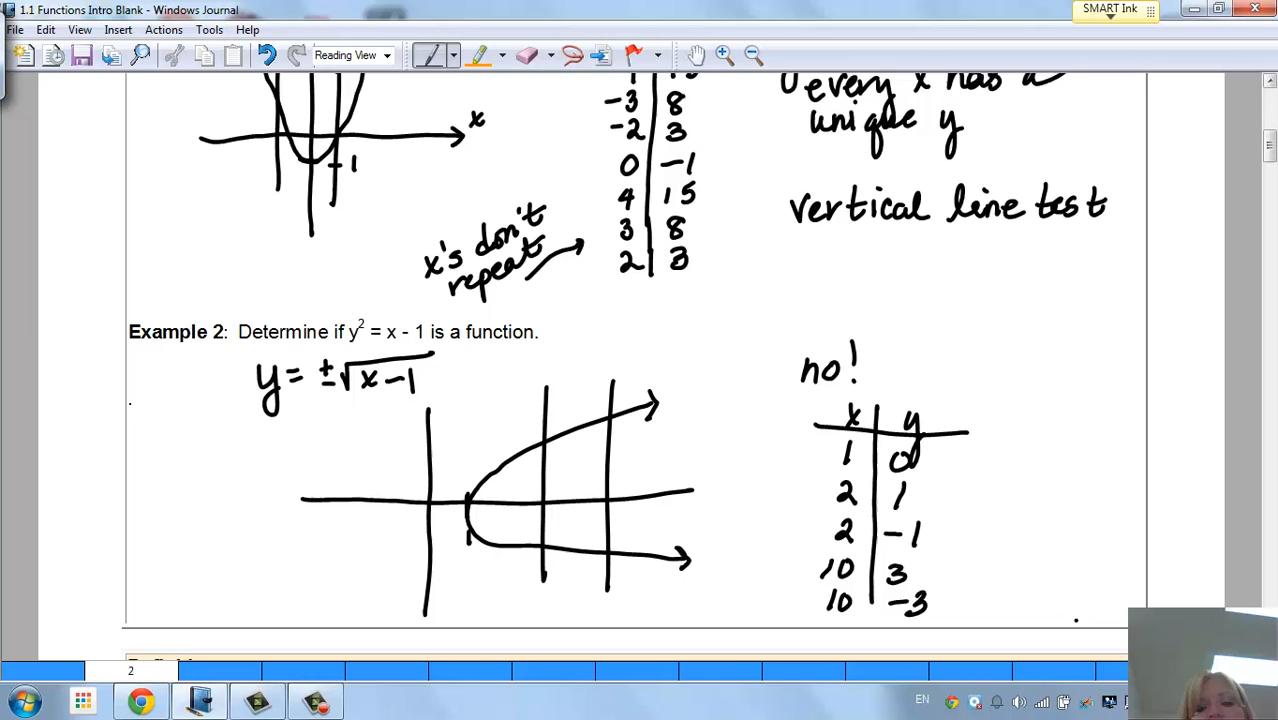 1.1 Functions Intro Blank - Windows Journal
SMART Ink
File Edit View Insert Actions Tools Help
Reading View
-3 8
every x has a
-2 3
unique y
x
0 -1
-1
4 15
vertical line test
x's don't
repeat
3 8
2 3
Example 2: Determine if y² = x - 1 is a function.
y = ±√x-1
no!
x y
1 0
2 1
2 -1
1
10 3
10 -3
2
EN